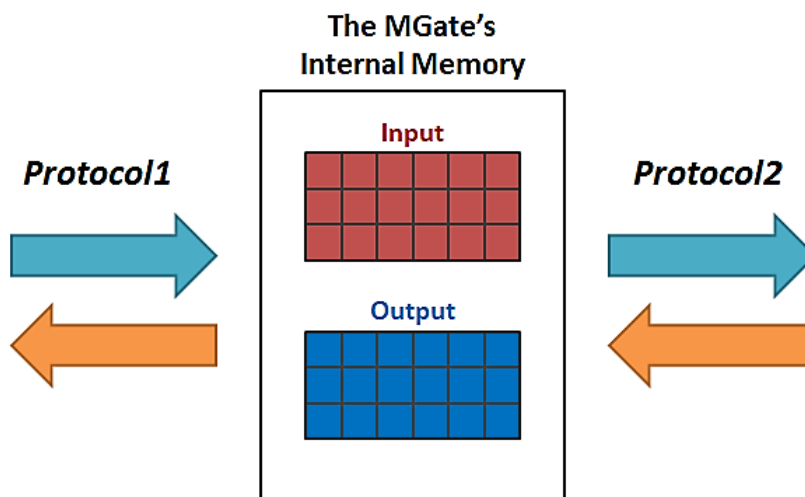 The MGate's
Internal Memory
Input
Protocol1
Protocol2
Output